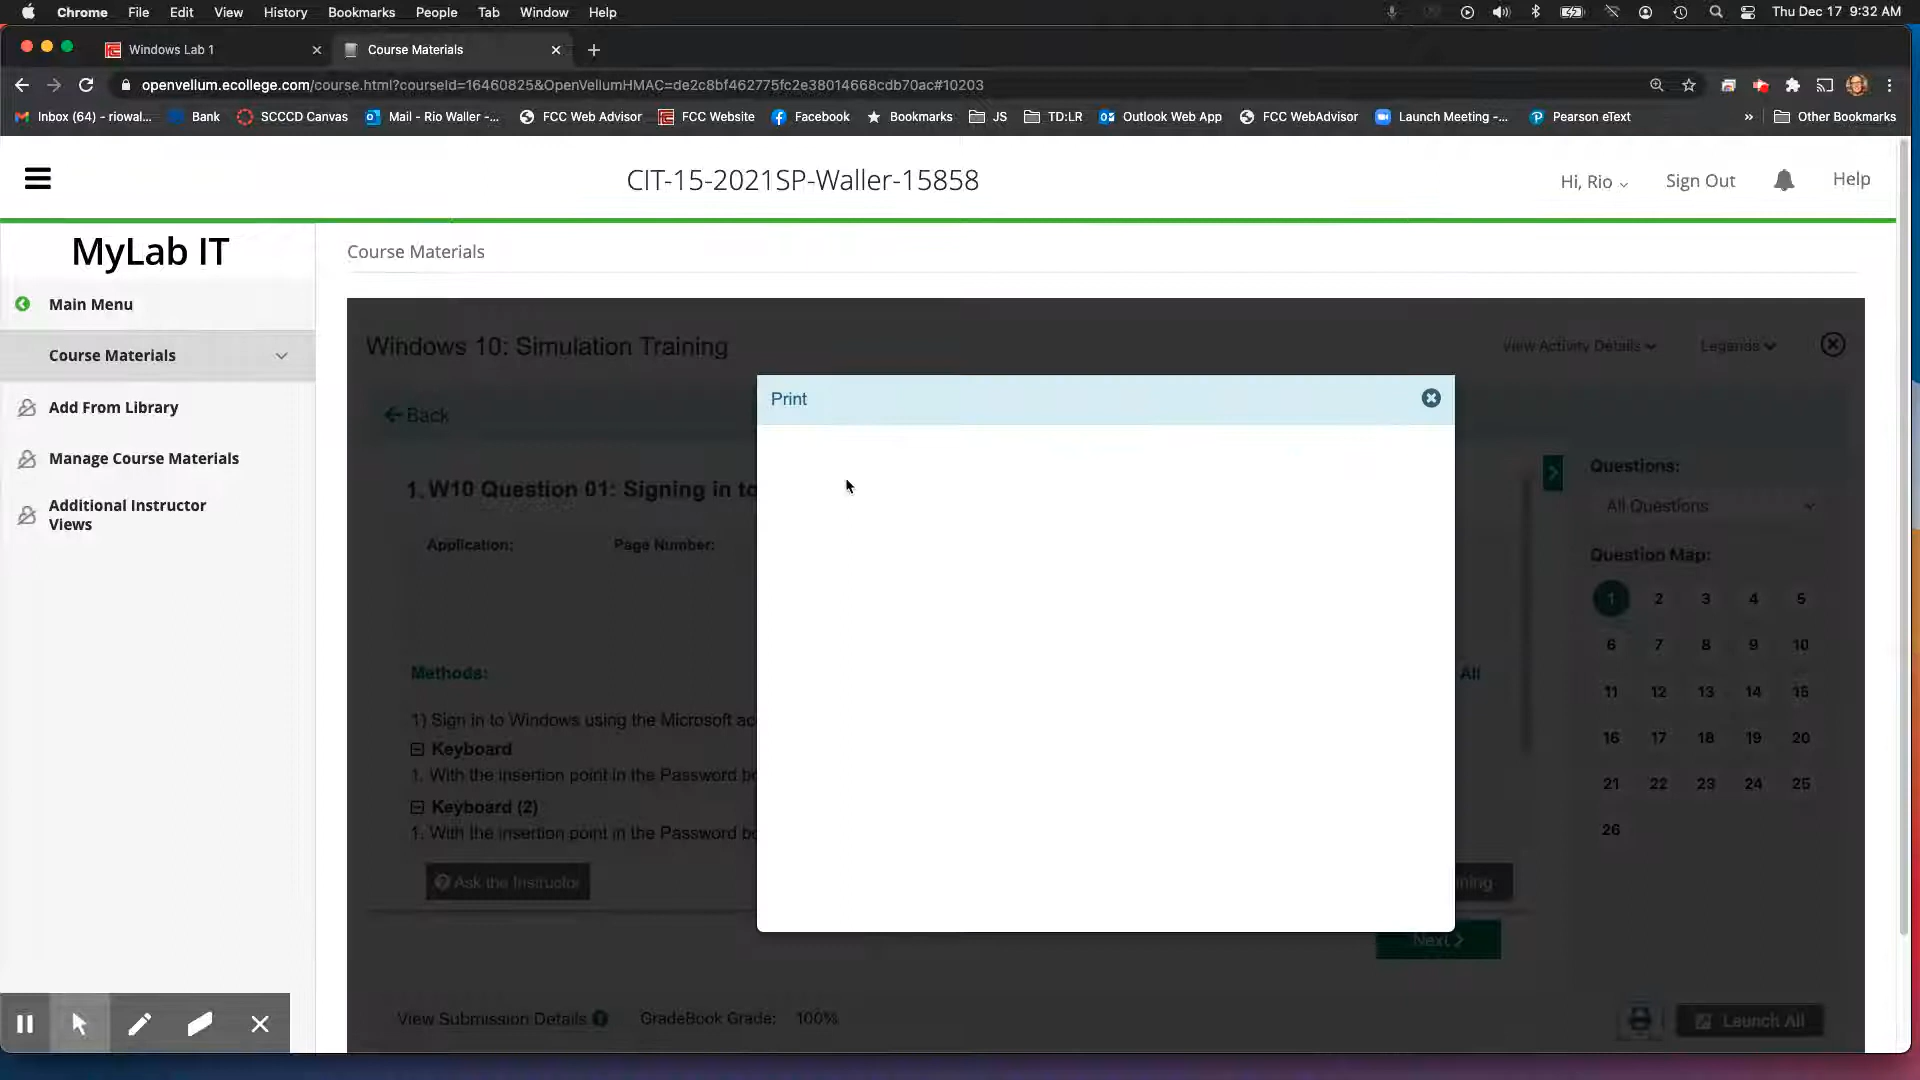 Chrome File Edit View History Bookmarks People Tab Window Help Thu Dec 17 9:32 AM
Windows Lab 1 Course Materials
openvellum.ecollege.com/course.html?courseId=16460825&OpenVellumHMAC=de2c8bf462775fc2e38014668cdb70ac#10203
Inbox (64) - riowal... Bank SCCCD Canvas Mail - Rio Waller -... FCC Web Advisor FCC Website Facebook Bookmarks JS TD:LR Outlook Web App FCC WebAdvisor Launch Meeting -... Pearson eText » Other Bookmarks
CIT-15-2021SP-Waller-15858
Hi, Rio Sign Out Help
MyLab IT
Main Menu
Course Materials
Add From Library
Manage Course Materials
Additional Instructor
Views
Course Materials
Windows 10: Simulation Training
View Activity Details Legends
Back
Print
1. W10 Question 01: Signing in to
Application: Page Number:
Methods:
All
1) Sign in to Windows using the Microsoft ac
Keyboard
1. With the insertion point in the Password bo
Keyboard (2)
1. With the insertion point in the Password bo
Ask the Instructor
ning
Next
Questions:
All Questions
Question Map:
1 2 3 4 5
6 7 8 9 10
11 12 13 14 15
16 17 18 19 20
21 22 23 24 25
26
View Submission Details GradeBook Grade: 100%
Launch All